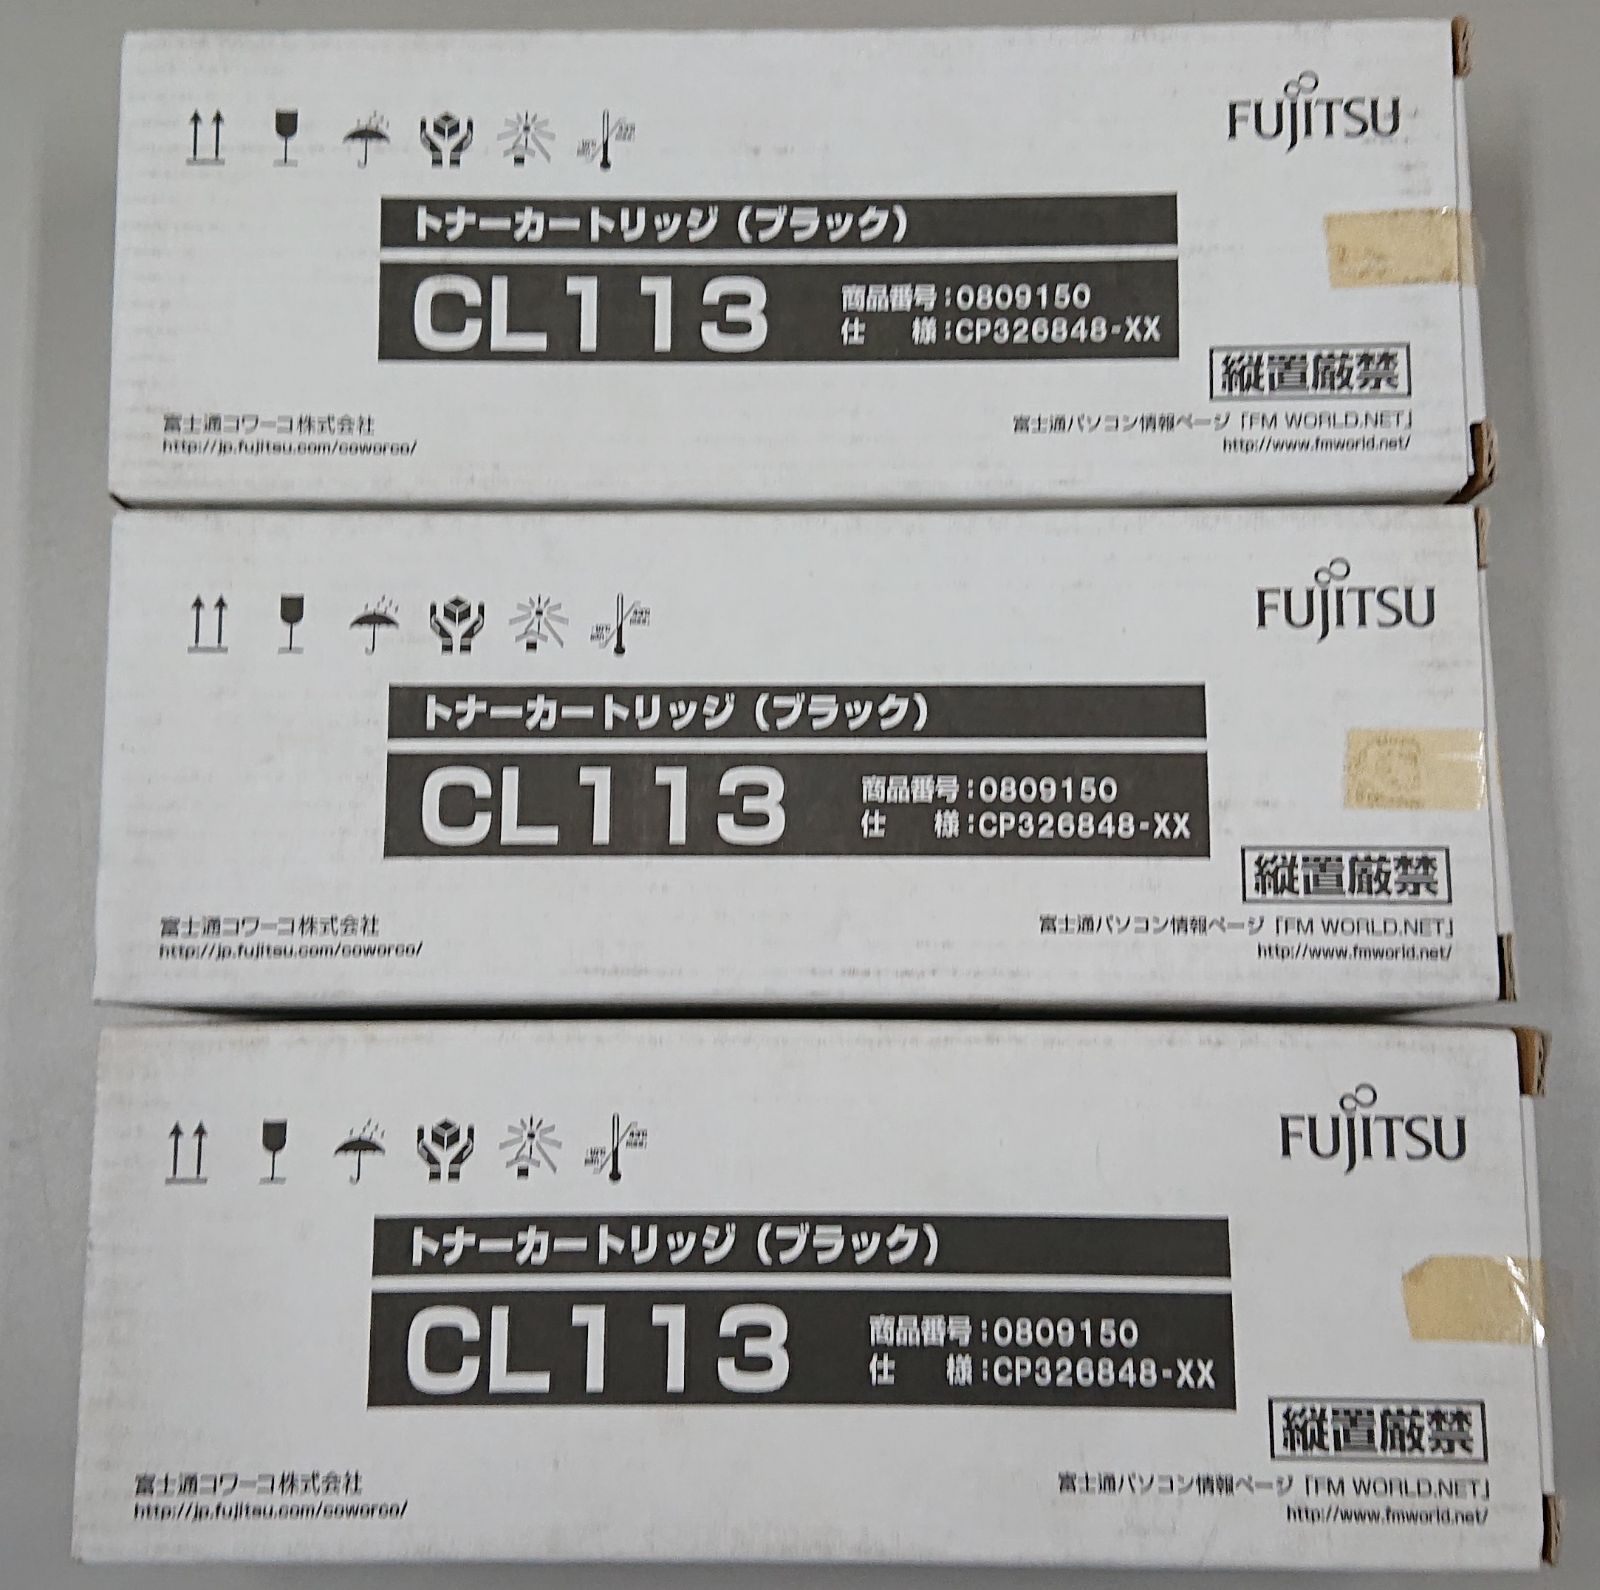 FUJITSU
トナーカートリッジ（ブラック）
CL113
商品番号：0809150
仕　様：CP326848-XX
縦置厳禁
富士通コワーコ株式会社
http://jp.fujitsu.com/coworco/
富士通パソコン情報ページ「FM WORLD.NET」
http://www.fmworld.net/
FUJITSU
トナーカートリッジ（ブラック）
CL113
商品番号：0809150
仕　様：CP326848-XX
縦置厳禁
富士通コワーコ株式会社
http://jp.fujitsu.com/coworco/
富士通パソコン情報ページ「FM WORLD.NET」
http://www.fmworld.net/
FUJITSU
トナーカートリッジ（ブラック）
CL113
商品番号：0809150
仕　様：CP326848-XX
縦置厳禁
富士通コワーコ株式会社
http://jp.fujitsu.com/coworco/
富士通パソコン情報ページ「FM WORLD.NET」
http://www.fmworld.net/